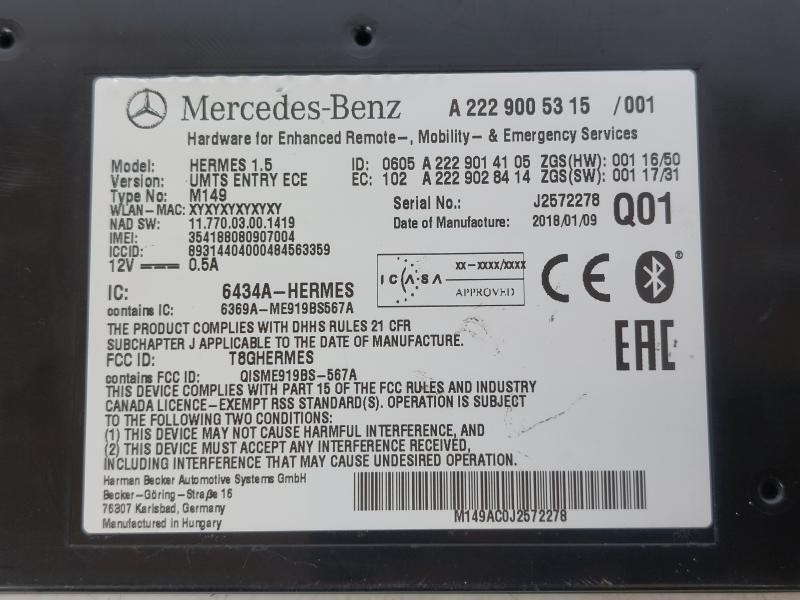 Mercedes-Benz A 222 900 53 15 /001
Hardware for Enhanced Remote-, Mobility- & Emergency Services
Model: HERMES 1.5 ID: 0605 A 222 901 41 05 ZGS(HW): 001 16/50
Version: UMTS ENTRY ECE EC: 102 A 222 902 84 14 ZGS(SW): 001 17/31
Type No: M149 Serial No.: J2572278 Q01
WLAN-MAC: XYXYXYXYXYXY
NAD SW: 11.770.03.00.1419 Date of Manufacture: 2018/01/09
IMEI: 354188080907004
ICCID: 89314404000484563359
12V 0.5A
ICASA xx-xxxx/xxxx
APPROVED
CE
IC: 6434A-HERMES
contains IC: 6369A-ME919BS567A
EAC
THE PRODUCT COMPLIES WITH DHHS RULES 21 CFR
SUBCHAPTER J APPLICABLE TO THE DATE OF MANUFACTURE.
FCC ID: T8GHERMES
contains FCC ID: QISME919BS-567A
THIS DEVICE COMPLIES WITH PART 15 OF THE FCC RULES AND INDUSTRY
CANADA LICENCE-EXEMPT RSS STANDARD(S). OPERATION IS SUBJECT
TO THE FOLLOWING TWO CONDITIONS:
(1) THIS DEVICE MAY NOT CAUSE HARMFUL INTERFERENCE, AND
(2) THIS DEVICE MUST ACCEPT ANY INTERFERENCE RECEIVED,
INCLUDING INTERFERENCE THAT MAY CAUSE UNDESIRED OPERATION.
Harman Becker Automotive Systems GmbH
Becker-Göring-Straße 16
76307 Karlsbad, Germany
Manufactured in Hungary
M149AC0J2572278